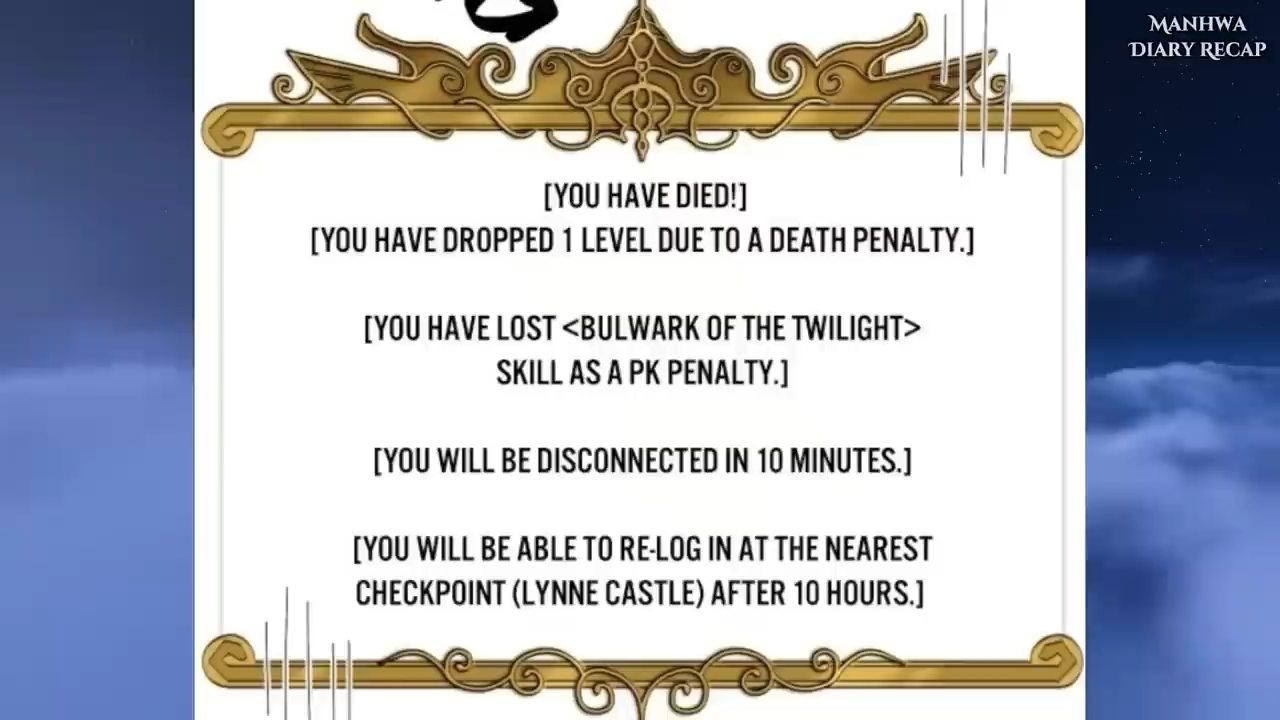 MANHWA
DIARY RECAP
[YOU HAVE DIED!]
[YOU HAVE DROPPED 1 LEVEL DUE TO A DEATH PENALTY.]
[YOU HAVE LOST <BULWARK OF THE TWILIGHT>
SKILL AS A PK PENALTY.]
[YOU WILL BE DISCONNECTED IN 10 MINUTES.]
[YOU WILL BE ABLE TO RE-LOG IN AT THE NEAREST
CHECKPOINT (LYNNE CASTLE) AFTER 10 HOURS.]